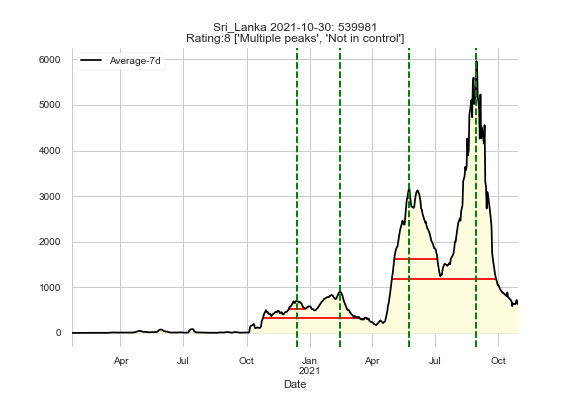 Sri_Lanka 2021-10-30: 539981
Rating:8 ['Multiple peaks', 'Not in control']
Average-7d
6000
5000
4000
3000
2000
1000
0
Apr Jul Oct Jan Apr Jul Oct
2021
Date